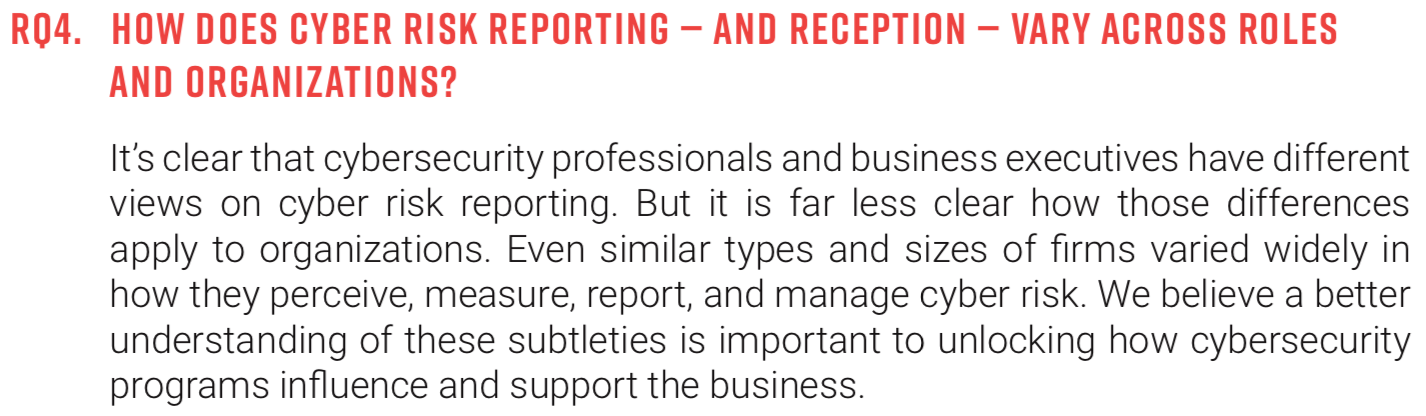 RQ4. HOW DOES CYBER RISK REPORTING – AND RECEPTION – VARY ACROSS ROLES
AND ORGANIZATIONS?
It’s clear that cybersecurity professionals and business executives have different
views on cyber risk reporting. But it is far less clear how those differences
apply to organizations. Even similar types and sizes of firms varied widely in
how they perceive, measure, report, and manage cyber risk. We believe a better
understanding of these subtleties is important to unlocking how cybersecurity
programs influence and support the business.